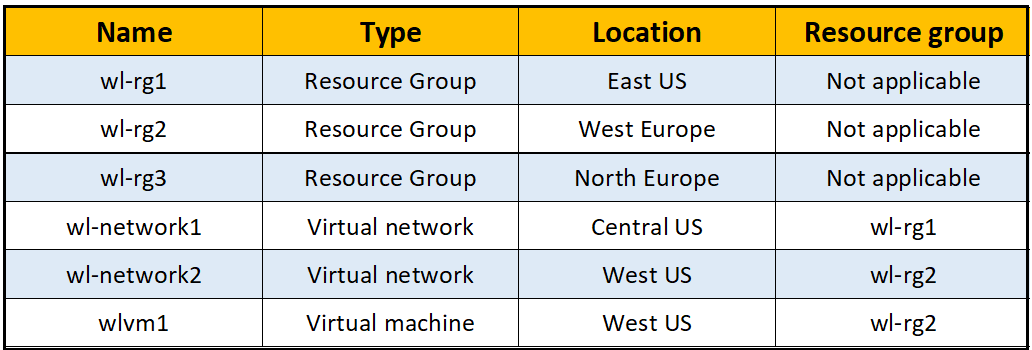 Name Type Location Resource group
wl-rg1 Resource Group East US Not applicable
wl-rg2 Resource Group West Europe Not applicable
wl-rg3 Resource Group North Europe Not applicable
wl-network1 Virtual network Central US wl-rg1
wl-network2 Virtual network West US wl-rg2
wlvm1 Virtual machine West US wl-rg2